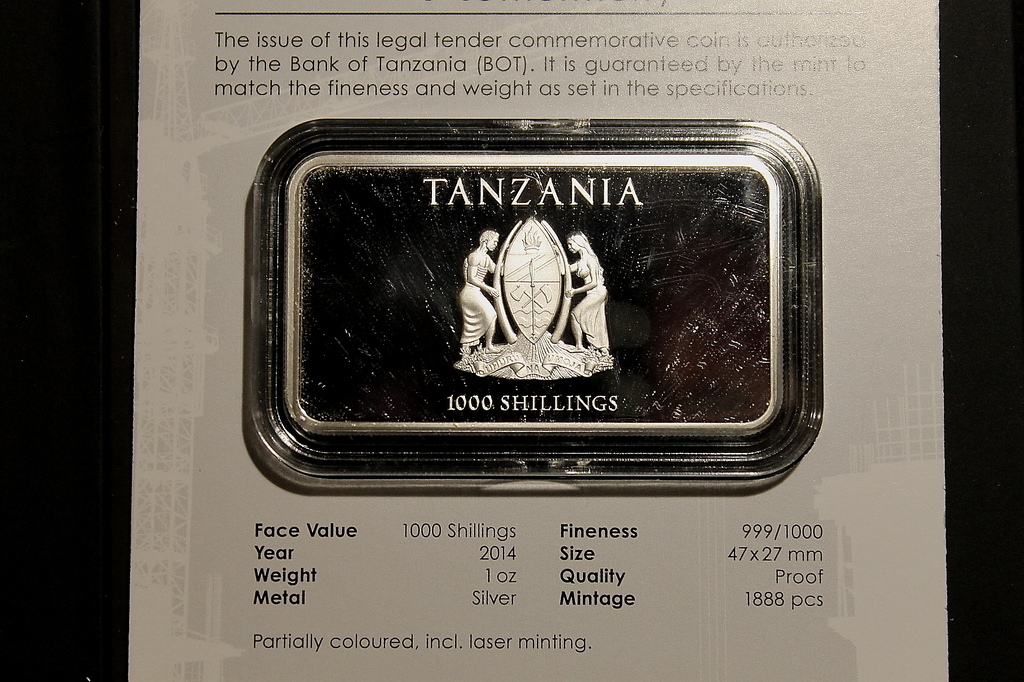 The issue of this legal tender commemorative coin is authorized
by the Bank of Tanzania (BOT). It is guaranteed by the mint to
match the fineness and weight as set in the specifications.
TANZANIA
UHURU NA UMOJA
1000 SHILLINGS
Face Value 1000 Shillings Fineness 999/1000
Year 2014 Size 47x27 mm
Weight 1 oz Quality Proof
Metal Silver Mintage 1888 pcs
Partially coloured, incl. laser minting.